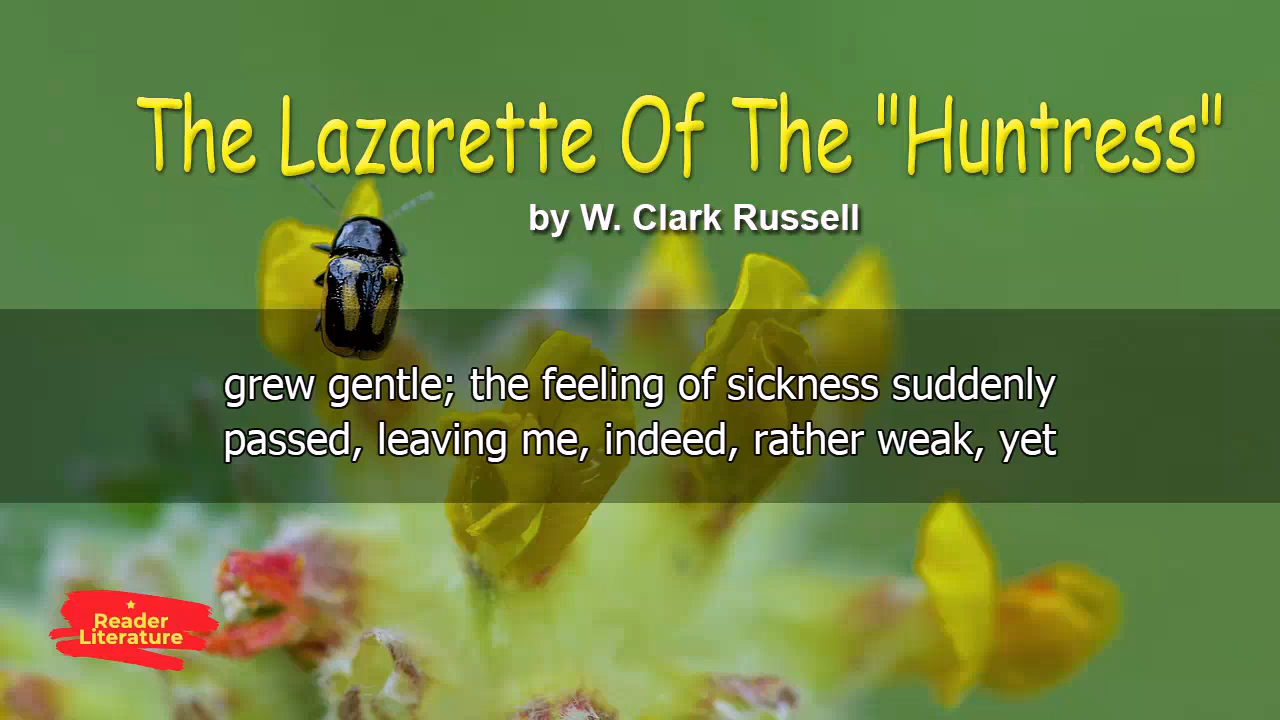 The Lazarette Of The "Huntress"
by W. Clark Russell
grew gentle; the feeling of sickness suddenly
passed, leaving me, indeed, rather weak, yet
Reader
Literature